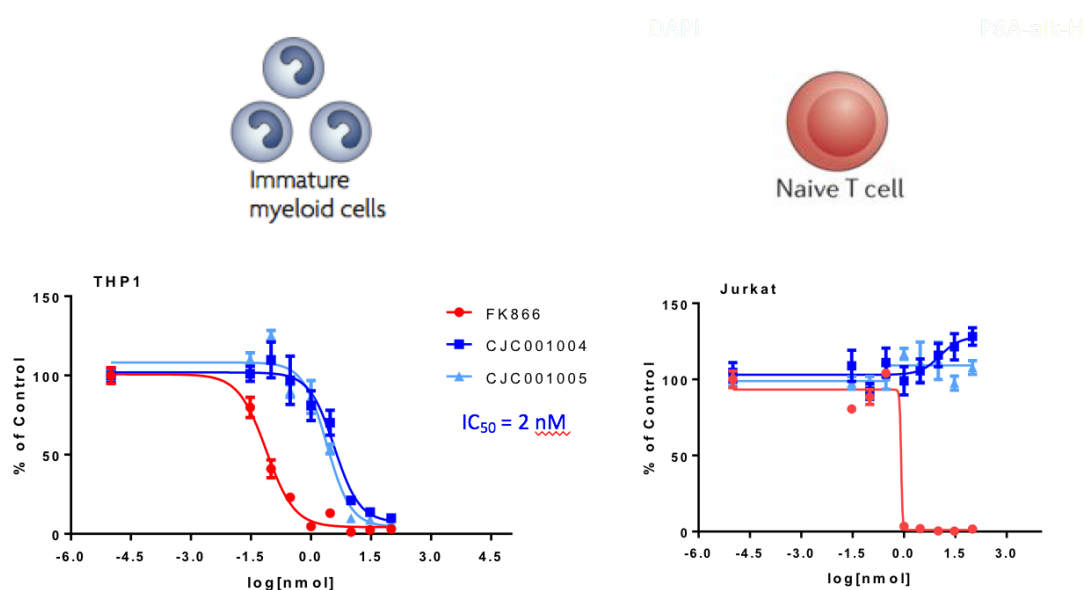 DAPI
PSA-alk-H
Immature
myeloid cells
Naive T cell
THP1
150
100
50
0
% of Control
-6.0 -4.5 -3.0 -1.5 0.0 1.5 3.0 4.5
log[nmol]
FK866
CJC001004
CJC001005
IC50 = 2 nM
Jurkat
150
100
50
0
% of Control
-6.0 -4.5 -3.0 -1.5 0.0 1.5 3.0
log[nmol]